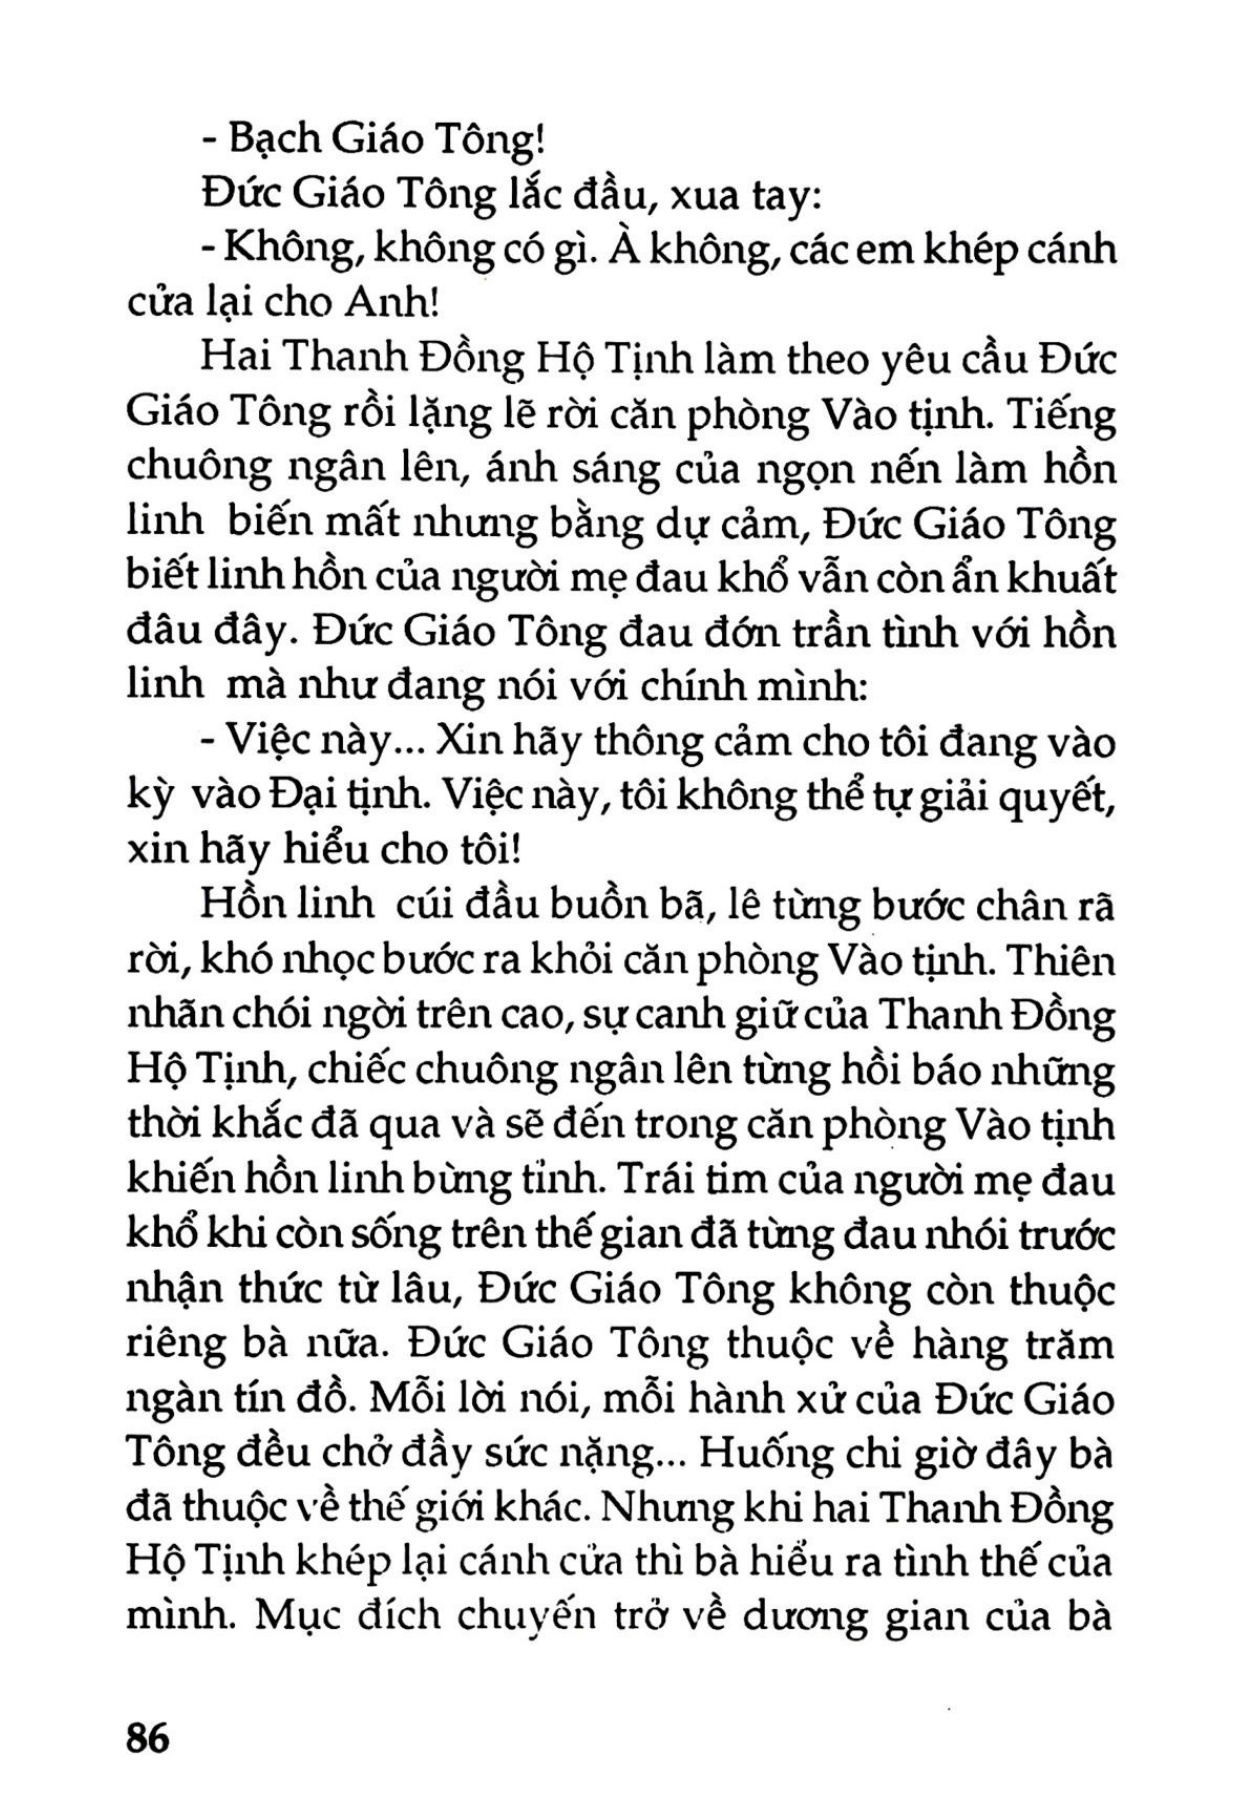 - Bạch Giáo Tông!
Đức Giáo Tông lắc đầu, xua tay:
- Không, không có gì. À không, các em khép cánh
cửa lại cho Anh!
Hai Thanh Đồng Hộ Tịnh làm theo yêu cầu Đức
Giáo Tông rồi lặng lẽ rời căn phòng Vào tịnh. Tiếng
chuông ngân lên, ánh sáng của ngọn nến làm hồn
linh biến mất nhưng bằng dự cảm, Đức Giáo Tông
biết linh hồn của người mẹ đau khổ vẫn còn ẩn khuất
đâu đây. Đức Giáo Tông đau đớn trần tình với hồn
linh mà như đang nói với chính mình:
- Việc này... Xin hãy thông cảm cho tôi đang vào
kỳ vào Đại tịnh. Việc này, tôi không thể tự giải quyết,
xin hãy hiểu cho tôi!
Hồn linh cúi đầu buồn bã, lê từng bước chân rã
rời, khó nhọc bước ra khỏi căn phòng Vào tịnh. Thiên
nhãn chói ngời trên cao, sự canh giữ của Thanh Đồng
Hộ Tịnh, chiếc chuông ngân lên từng hồi báo những
thời khắc đã qua và sẽ đến trong căn phòng Vào tịnh
khiến hồn linh bừng tỉnh. Trái tim của người mẹ đau
khổ khi còn sống trên thế gian đã từng đau nhói trước
nhận thức từ lâu, Đức Giáo Tông không còn thuộc
riêng bà nữa. Đức Giáo Tông thuộc về hàng trăm
ngàn tín đồ. Mỗi lời nói, mỗi hành xử của Đức Giáo
Tông đều chở đầy sức nặng... Huống chi giờ đây bà
đã thuộc về thế giới khác. Nhưng khi hai Thanh Đồng
Hộ Tịnh khép lại cánh cửa thì bà hiểu ra tình thế của
mình. Mục đích chuyến trở về dương gian của bà
86